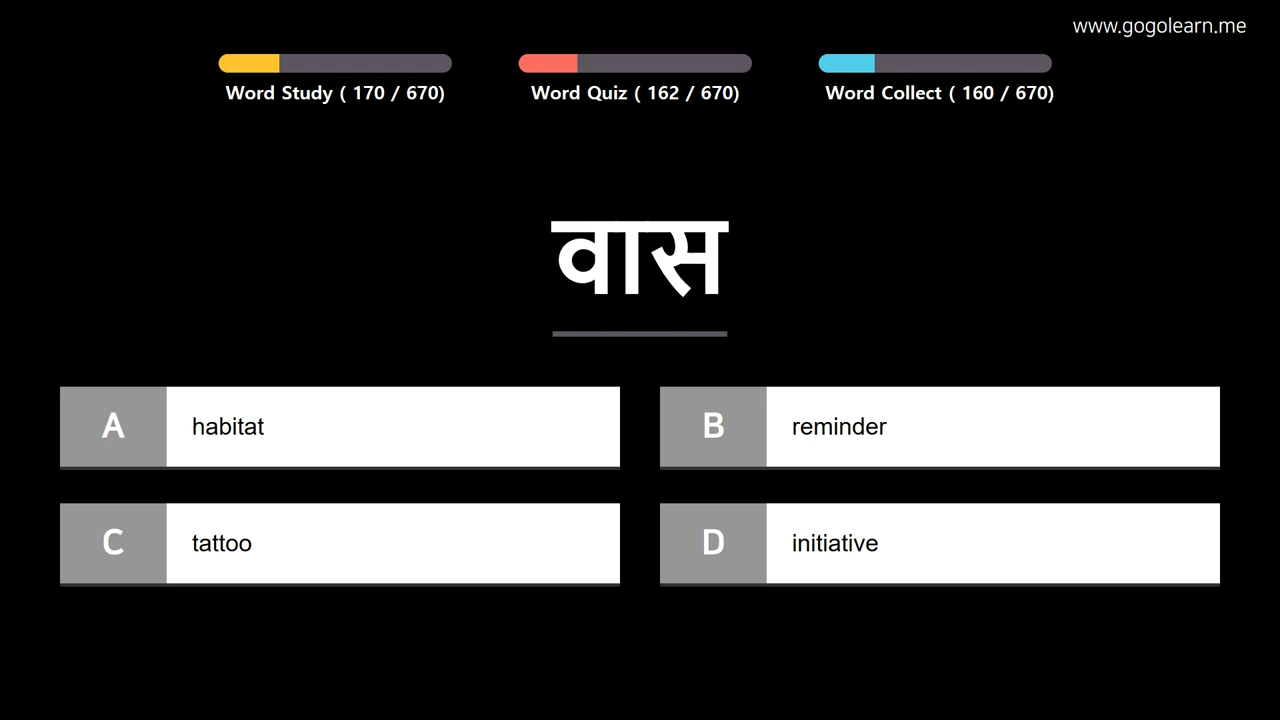 www.gogolearn.me
Word Study ( 170 / 670)
Word Quiz ( 162 / 670)
Word Collect ( 160 / 670)
वास
A habitat
B reminder
C tattoo
D initiative